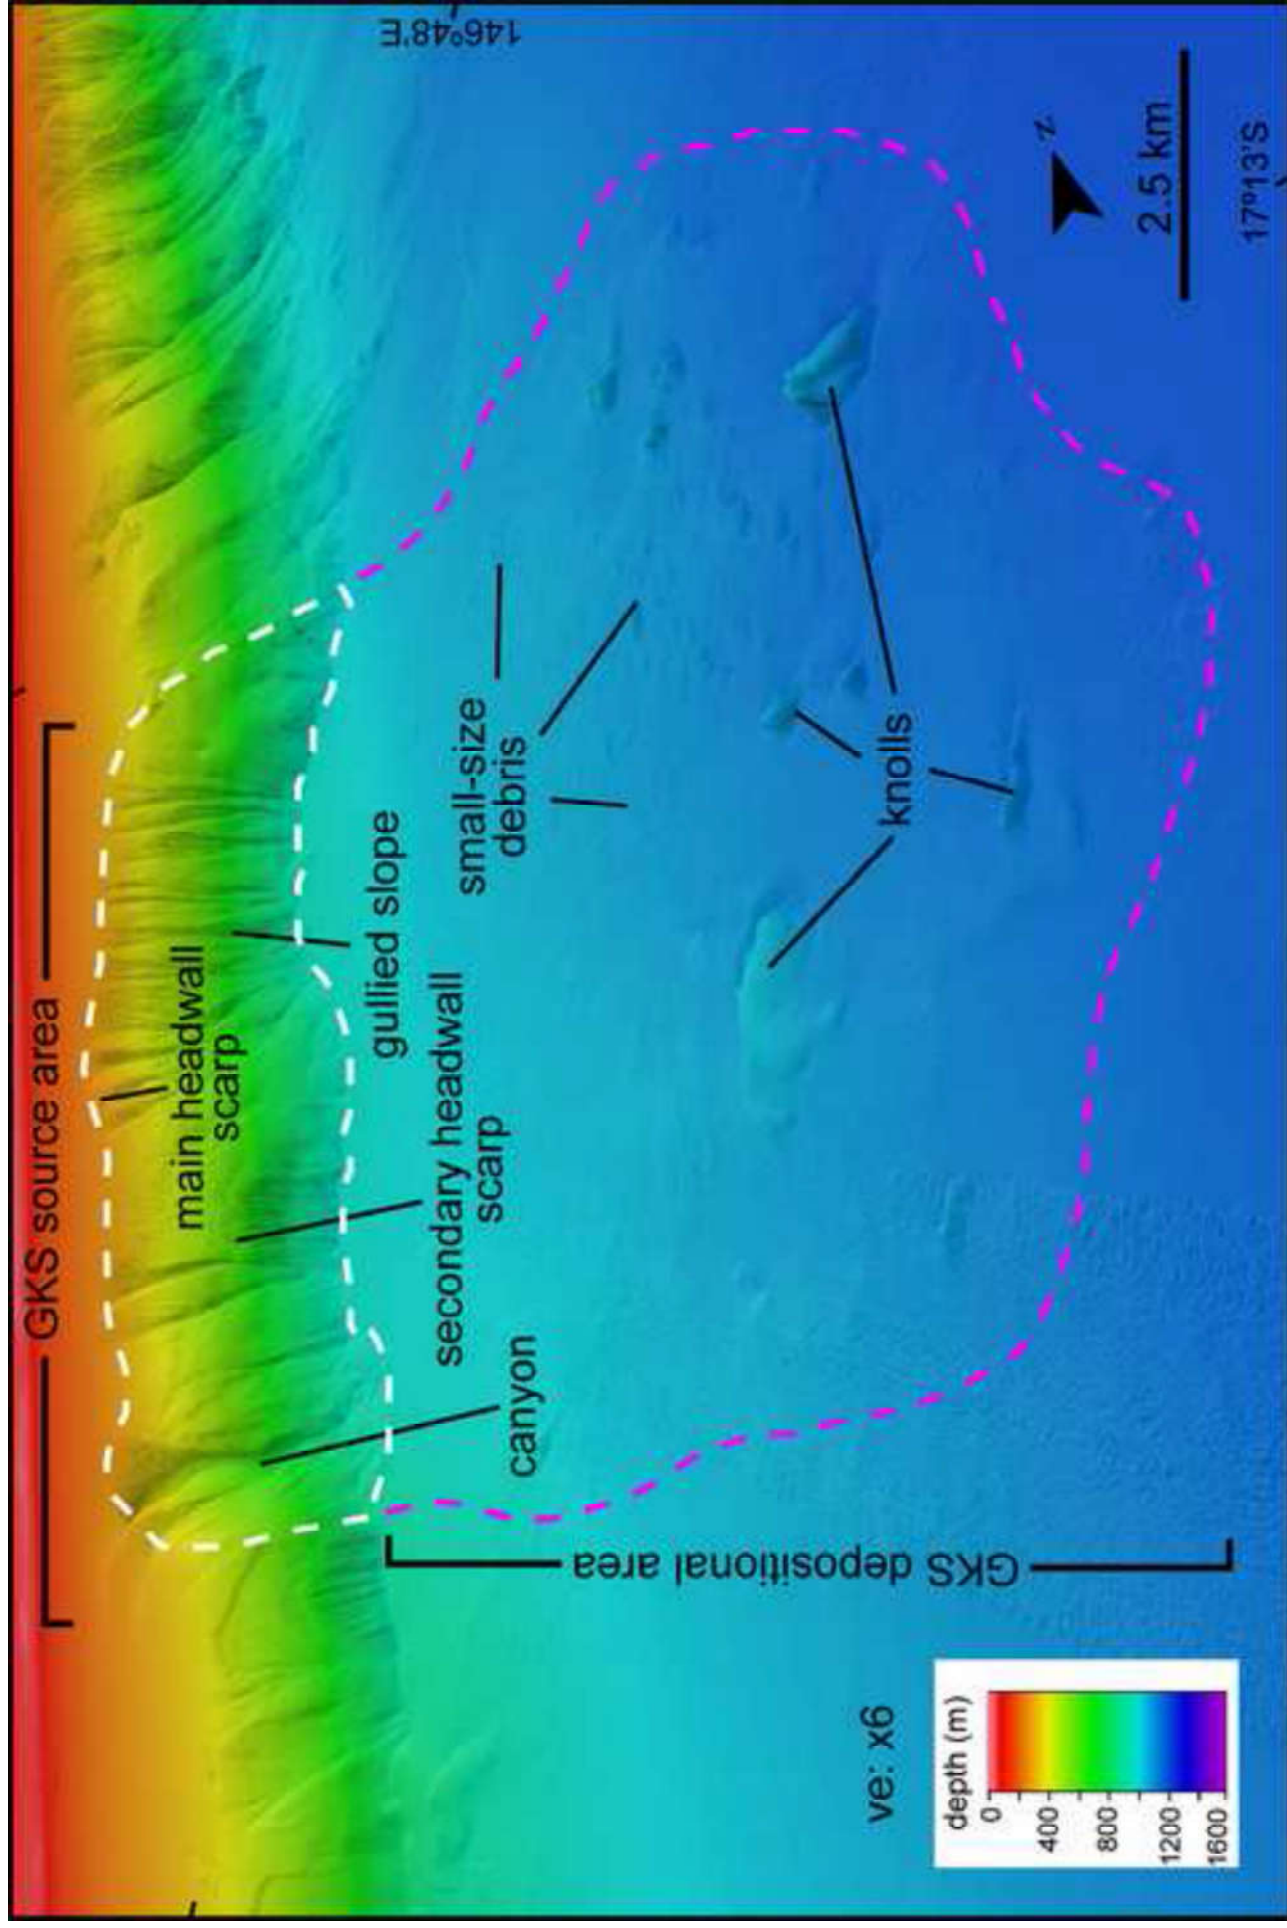 GKS source area
main headwall
scarp
gullied slope
secondary headwall
scarp
canyon
small-size
debris
knolls
GKS depositional area
146°48'E
N
2.5 km
17°13'S
ve: x6
depth (m)
0
400
800
1200
1600